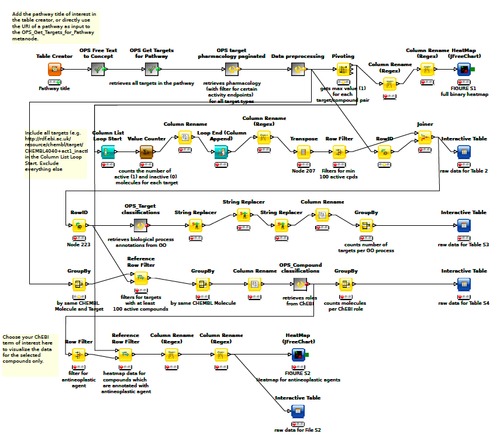 Add the pathway title of interest in
the table creator, or directly use
the URI of a pathway as input to
the OPS_Get_Targets_for_Pathway
metanode.
Table Creator
Pathway title
OPS Free Text
to Concept
OPS Get Targets
for Pathway
retrieves all targets in the pathway
OPS target
pharmacology paginated
retrieves pharmacology
(with filter for certain
activity endpoints)
for all target types
Data preprocessing
Pivoting
gets max value (1)
for each
target/compound pair
Column Rename
(Regex)
Column Rename
(Regex)
HeatMap
(JFreeChart)
FIGURE S1
full binary heatmap
Include all targets (e.g.
resource/chembl/target/
in the Column List Loop
Start. Exclude
everything else
Column List
Loop Start
Value Counter
counts the number of
active (1) and inactive (0)
molecules for each target
Column Rename
Loop End (Column
Append)
Column Rename
(Regex)
Transpose
Node 207
Row Filter
Filters for min
100 active cpds
RowID
Joiner
Interactive Table
raw data for Table 2
RowID
Node 223
OPS_Target
classifications
retrieves biological process
annotations from GO
String Replacer
String Replacer
String Replacer
Column Rename
GroupBy
counts number of
targets per GO process
Interactive Table
raw data for Table S3
GroupBy
by same CHEMBL
Molecule and Target
Reference
Row Filter
filters for targets
with at least
100 active compounds
GroupBy
by same CHEMBL Molecule
Column Rename
OPS_Compound
classifications
retrieves roles
from ChEBI
GroupBy
counts molecules
per ChEBI role
Interactive Table
raw data for Table S4
Choose your ChEBI
term of interest here
to visualize the data
for the selected
compounds only.
Row Filter
filter for
antineoplastic agent
Reference
Row Filter
heatmap data for
compounds which
are annotated with
antineoplastic agent
Column Rename
(Regex)
Column Rename
(Regex)
HeatMap
(JFreeChart)
FIGURE S2
Heatmap for antineoplastic agents
Interactive Table
raw data for File S2